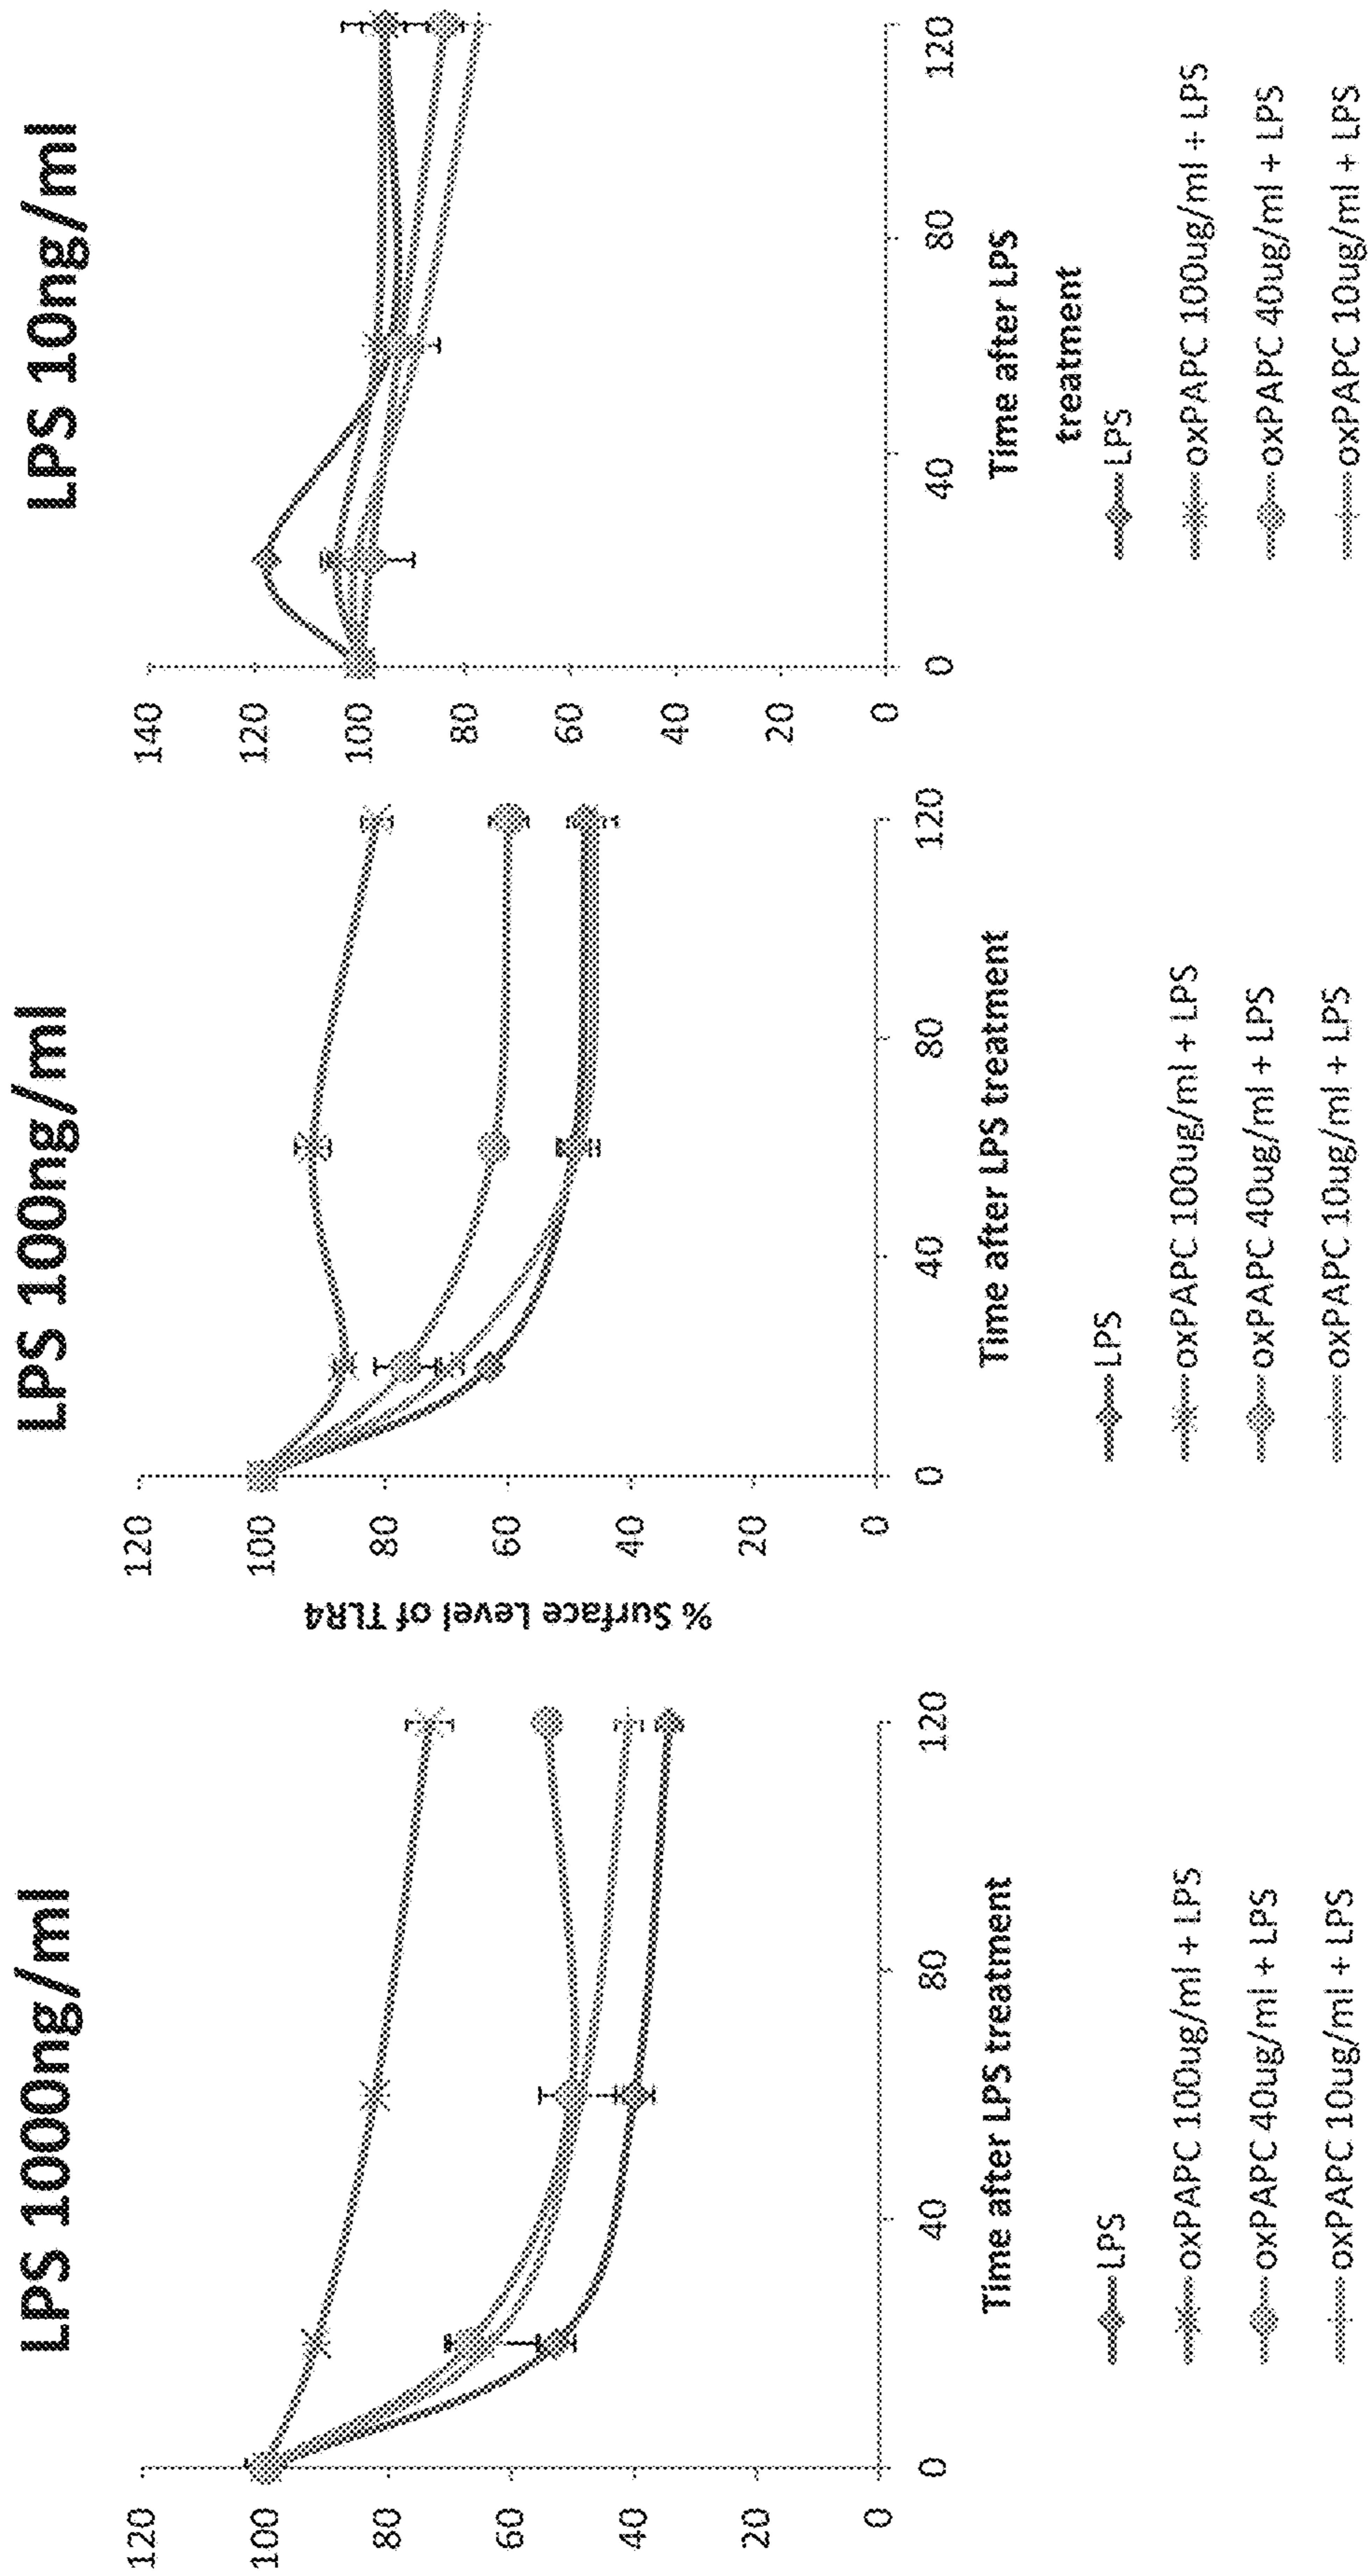 LPS 1000ng/ml
120
100
80
60
40
20
0
0
40
80
120
Time after LPS treatment
LPS
oxPAPC 100ug/ml + LPS
oxPAPC 40ug/ml + LPS
oxPAPC 10ug/ml + LPS
LPS 100ng/ml
% Surface Level of TLR4
120
100
80
60
40
20
0
0
40
80
120
Time after LPS treatment
LPS
oxPAPC 100ug/ml + LPS
oxPAPC 40ug/ml + LPS
oxPAPC 10ug/ml + LPS
LPS 10ng/ml
140
120
100
80
60
40
20
0
0
40
80
120
Time after LPS
treatment
LPS
oxPAPC 100ug/ml + LPS
oxPAPC 40ug/ml + LPS
oxPAPC 10ug/ml + LPS